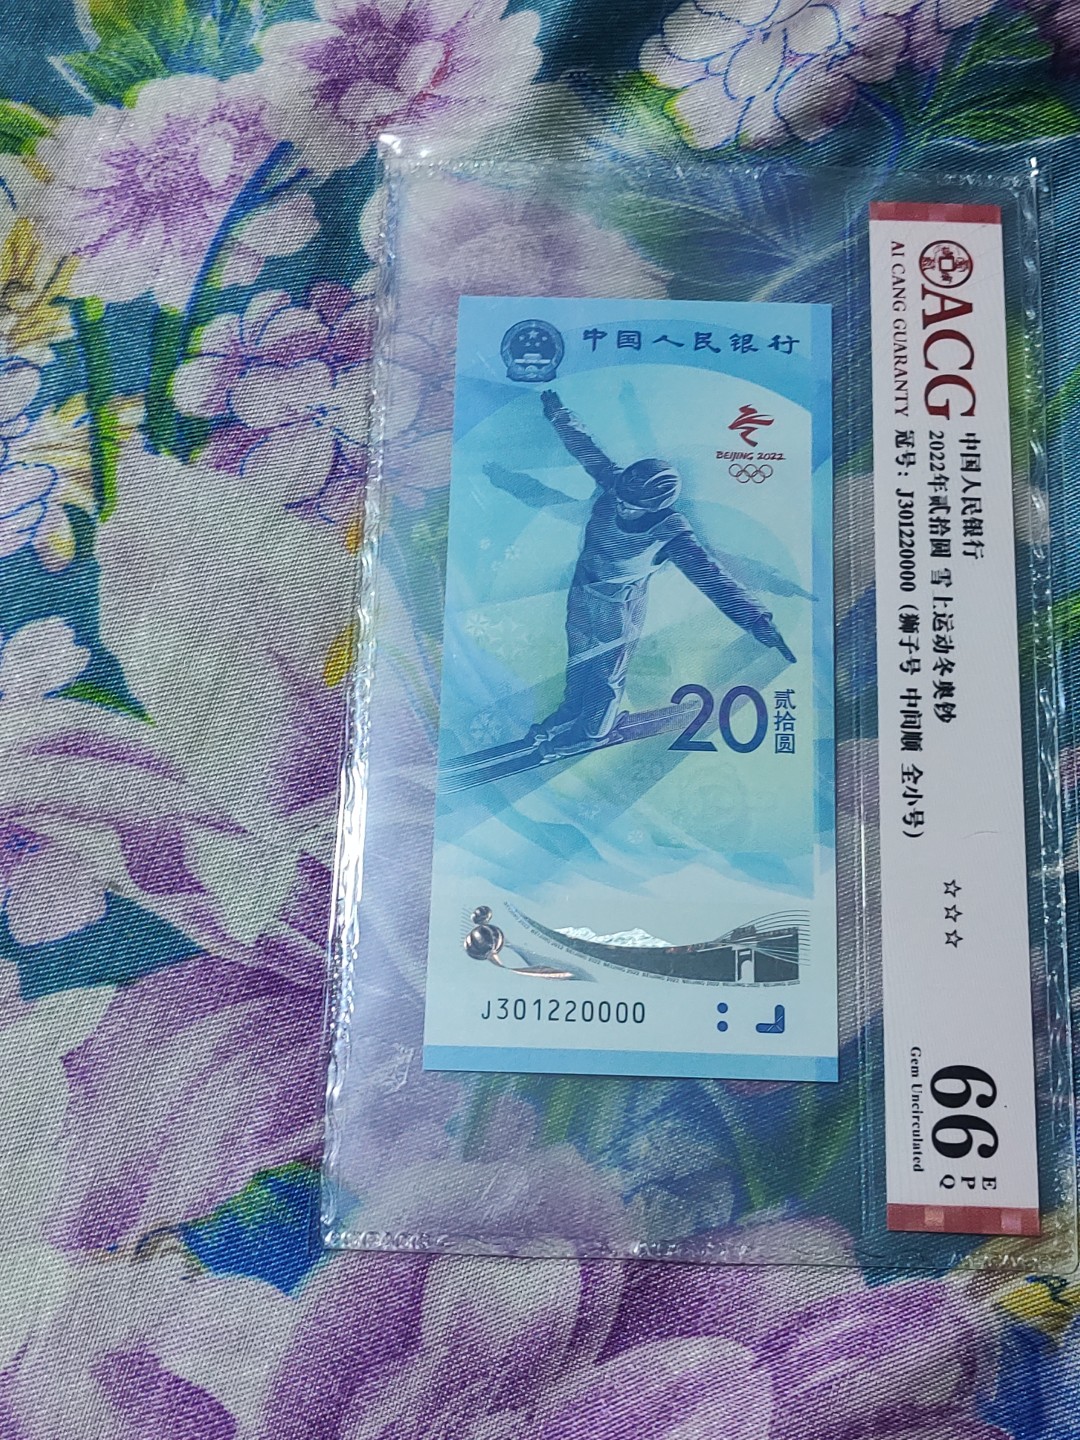 中国人民银行
BEIJING 2022
20 贰拾圆
J301220000
ACG
AI CANG GUARANTY
中国人民银行
2022年贰拾圆 雪上运动冬奥钞
冠号：J301220000（狮子号 中间顺 全小号）
☆☆☆
66 EPQ
Gem Uncirculated